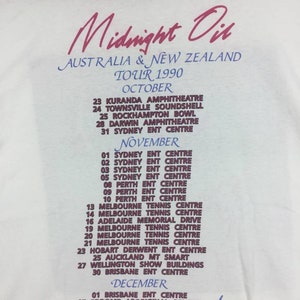 Midnight Oil
AUSTRALIA & NEW ZEALAND
TOUR 1990
OCTOBER
23 KURANDA AMPHITHEATRE
24 TOWNSVILLE SOUNDSHELL
25 ROCKHAMPTON BOWL
28 DARWIN AMPHITHEATRE
31 SYDNEY ENT CENTRE
NOVEMBER
01 SYDNEY ENT CENTRE
02 SYDNEY ENT CENTRE
03 SYDNEY ENT CENTRE
05 SYDNEY ENT CENTRE
08 PERTH ENT CENTRE
09 PERTH ENT CENTRE
10 PERTH ENT CENTRE
13 MELBOURNE TENNIS CENTRE
14 MELBOURNE TENNIS CENTRE
16 ADELAIDE MEMORIAL DRIVE
19 MELBOURNE TENNIS CENTRE
20 MELBOURNE TENNIS CENTRE
21 MELBOURNE TENNIS CENTRE
23 HOBART DERWENT ENT CENTRE
25 AUCKLAND MT SMART
27 WELLINGTON SHOW BUILDINGS
30 BRISBANE ENT CENTRE
DECEMBER
01 BRISBANE ENT CENTRE